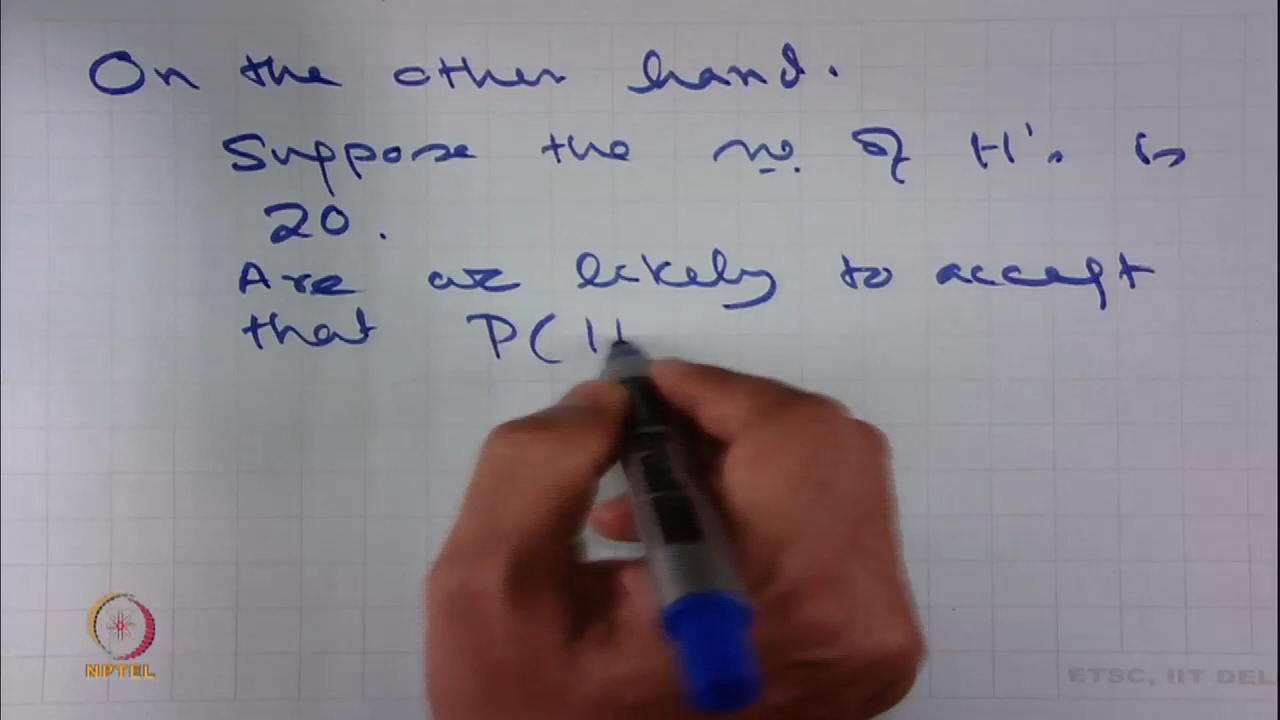 On the other hand.
Suppose the no. of H's is
20.
Are we likely to accept
that P(H
NPTEL
ETSC, IIT DEL